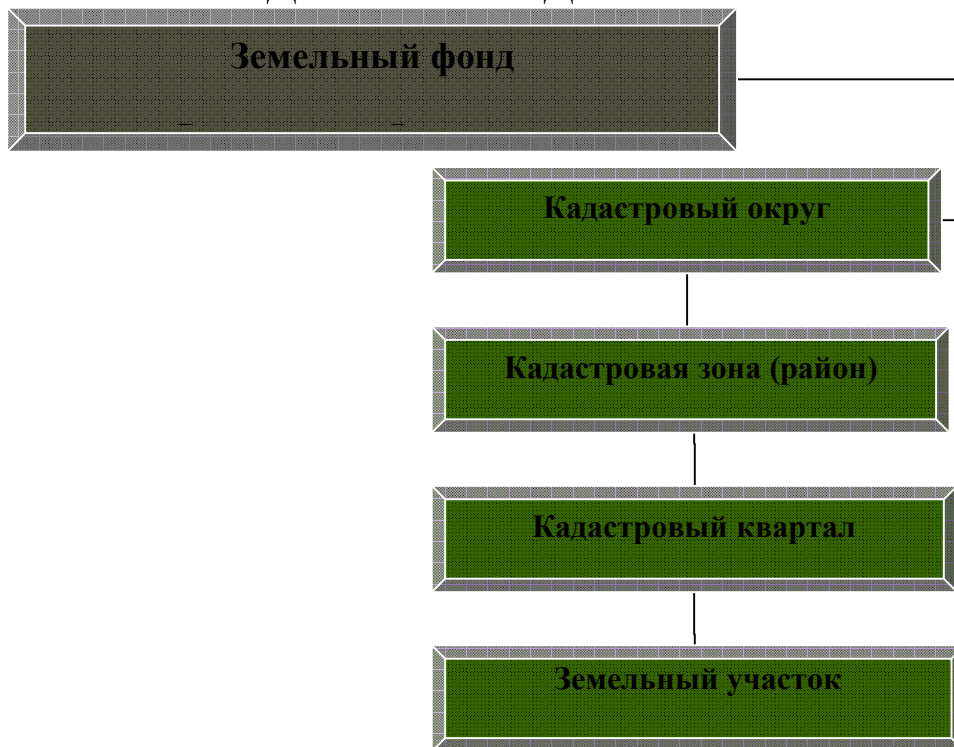 Земельный фонд
Кадастровый округ
Кадастровая зона (район)
Кадастровый квартал
Земельный участок